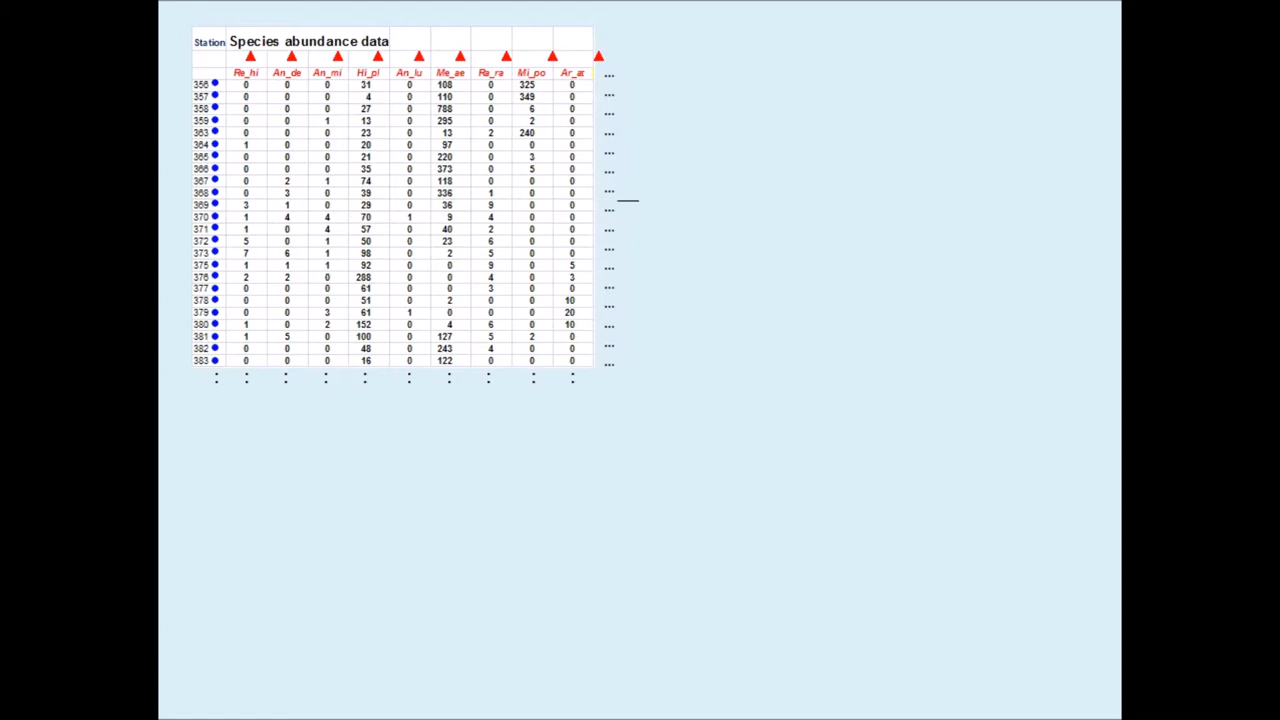 Station Species abundance data
Re_hi An_de An_mi Hi_pl An_lu Me_ae Ra_ra Mi_po ...
356 0 0 0 31 0 108 0 325 0
357 0 0 0 4 0 110 0 349 0 ...
358 0 0 0 27 0 788 0 6 0 ...
359 0 0 1 13 0 295 0 2 0
363 0 0 0 23 0 13 2 240 0 ...
364 1 0 0 20 0 97 0 0 0
365 0 0 0 21 0 220 0 3 0 ...
366 0 0 0 35 0 373 0 5 0 ...
367 0 2 1 74 0 118 0 0 0
368 0 3 0 39 0 336 1 0 0 ...
369 3 1 0 29 0 36 9 0 0 ...
370 1 4 4 70 1 9 4 0 0
371 1 0 4 57 0 40 2 0 0 ...
372 5 0 1 50 0 23 6 0 0 ...
373 7 6 1 98 0 2 5 0 0
375 1 1 1 92 0 0 9 0 5 ...
376 2 2 0 288 0 0 4 0 3
377 0 0 0 61 0 0 3 0 0 ...
378 0 0 0 51 0 2 0 0 10 ...
379 0 0 3 61 1 0 0 0 20
380 1 0 2 152 0 4 6 0 10 ...
381 1 5 0 100 0 127 5 2 0 ...
382 0 0 0 48 0 243 4 0 0
383 0 0 0 16 0 122 0 0 0 ...
: : : : : : : : :